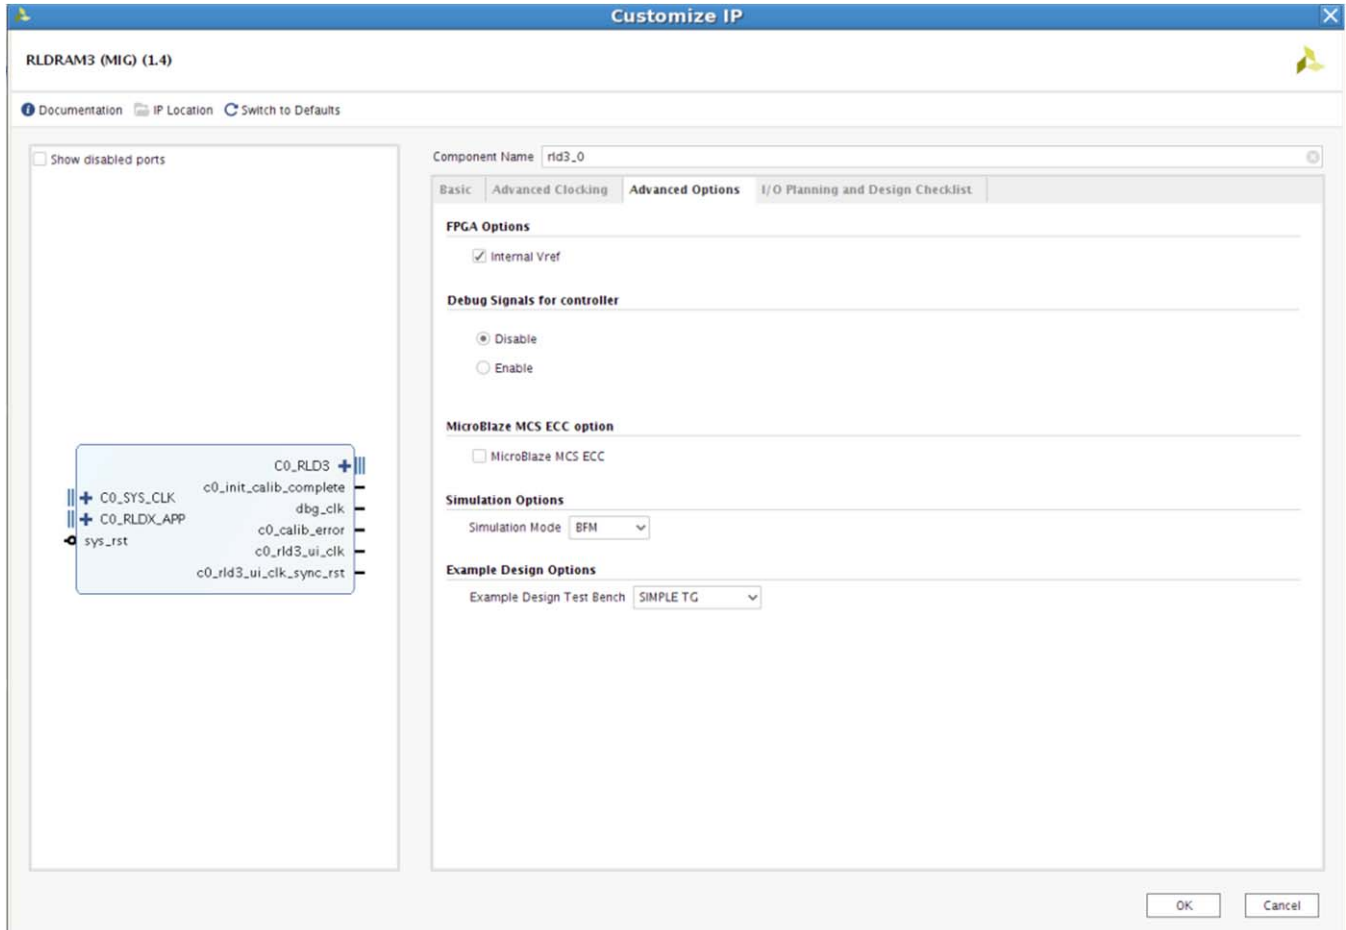 Customize IP
RLDRAM3 (MIG) (1.4)
Documentation IP Location Switch to Defaults
Show disabled ports
C0_RLD3
c0_init_calib_complete
C0_SYS_CLK
dbg_clk
C0_RLDX_APP
c0_calib_error
sys_rst
c0_rld3_ui_clk
c0_rld3_ui_clk_sync_rst
Component Name rld3_0
Basic Advanced Clocking Advanced Options I/O Planning and Design Checklist
FPGA Options
Internal Vref
Debug Signals for controller
Disable
Enable
MicroBlaze MCS ECC option
MicroBlaze MCS ECC
Simulation Options
Simulation Mode BFM
Example Design Options
Example Design Test Bench SIMPLE TG
OK Cancel